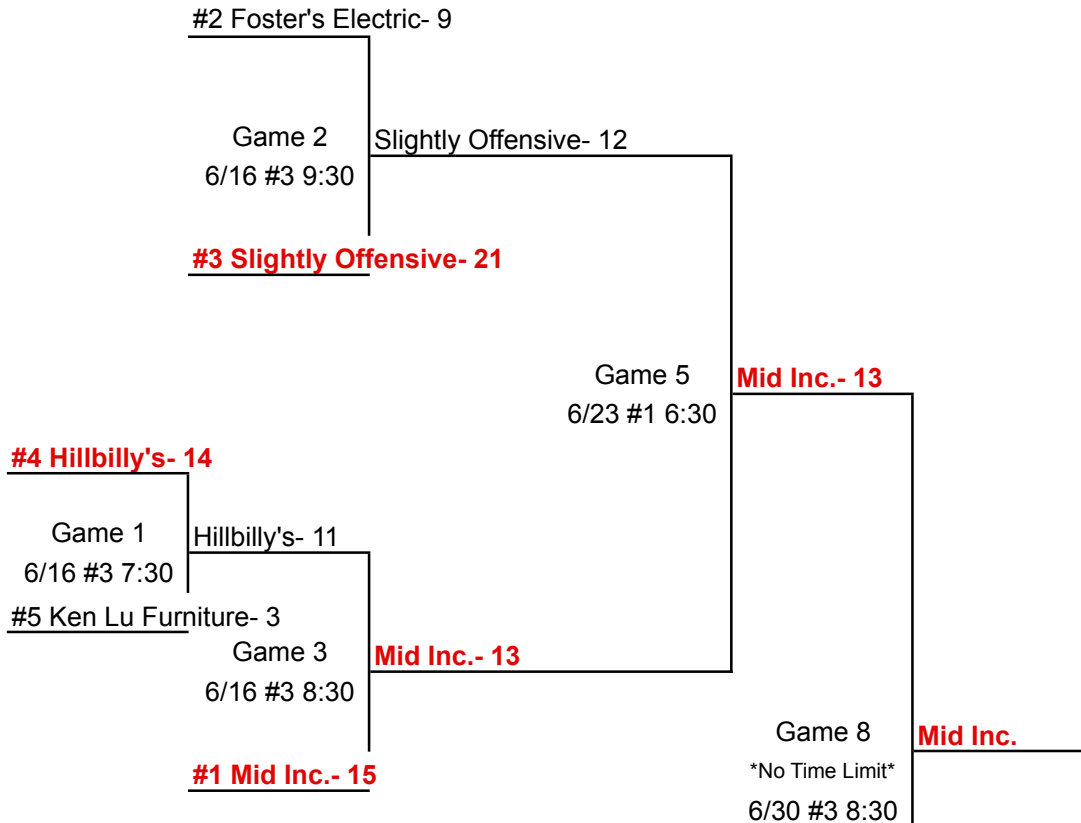 #2 Foster's Electric- 9
Game 2
6/16 #3 9:30
Slightly Offensive- 12
#3 Slightly Offensive- 21
Game 5
6/23 #1 6:30
Mid Inc.- 13
#4 Hillbilly's- 14
Game 1
6/16 #3 7:30
Hillbilly's- 11
#5 Ken Lu Furniture- 3
Game 3
6/16 #3 8:30
Mid Inc.- 13
#1 Mid Inc.- 15
Game 8
*No Time Limit*
6/30 #3 8:30
Mid Inc.